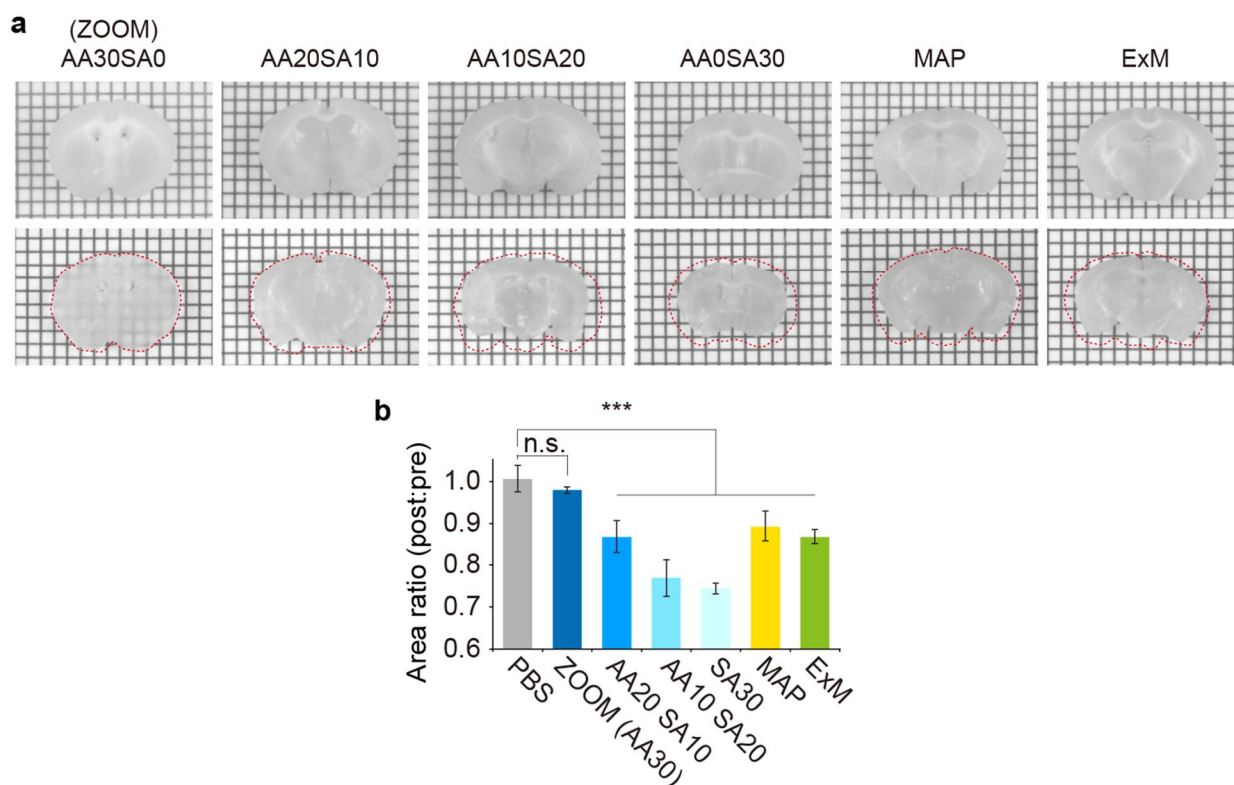 a
(ZOOM)
AA30SA0
AA20SA10
AA10SA20
AA0SA30
MAP
ExM
b
***
n.s.
Area ratio (post:pre)
1.0
0.9
0.8
0.7
0.6
PBS
ZOOM (AA30)
AA20 SA10
AA10 SA20
SA30
MAP
ExM